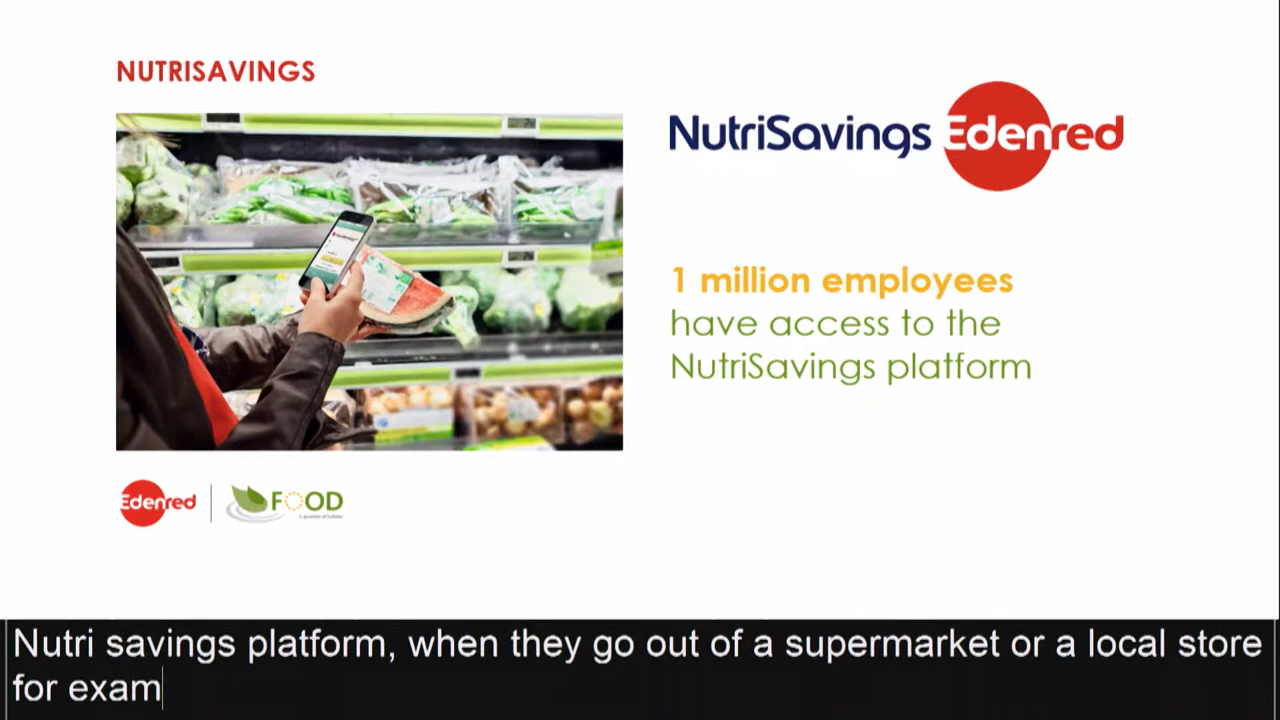 NUTRISAVINGS
NutriSavings Edenred
1 million employees
have access to the
NutriSavings platform
Edenred
FOOD
Nutri savings platform, when they go out of a supermarket or a local store
for exam